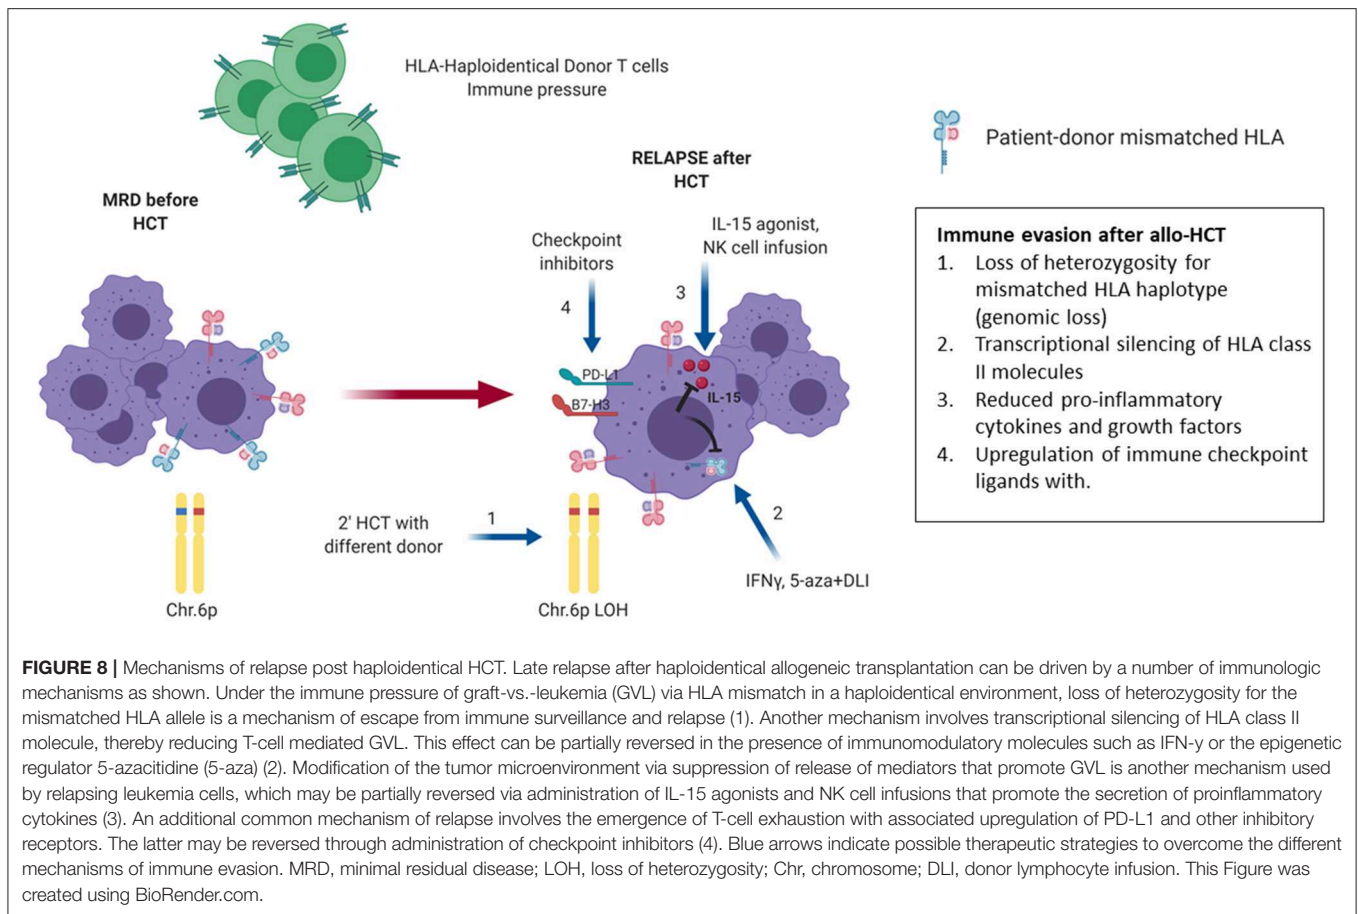 HLA-Haploidentical Donor T cells
Immune pressure
Patient-donor mismatched HLA
MRD before
HCT
RELAPSE after
HCT
Checkpoint
inhibitors
IL-15 agonist,
NK cell infusion
4
3
PD-L1
B7-H3
IL-15
2' HCT with
different donor
1
2
IFNγ, 5-aza+DLI
Chr.6p
Chr.6p LOH
Immune evasion after allo-HCT
1. Loss of heterozygosity for
mismatched HLA haplotype
(genomic loss)
2. Transcriptional silencing of HLA class
II molecules
3. Reduced pro-inflammatory
cytokines and growth factors
4. Upregulation of immune checkpoint
ligands with.
FIGURE 8 | Mechanisms of relapse post haploidentical HCT. Late relapse after haploidentical allogeneic transplantation can be driven by a number of immunologic
mechanisms as shown. Under the immune pressure of graft-vs.-leukemia (GVL) via HLA mismatch in a haploidentical environment, loss of heterozygosity for the
mismatched HLA allele is a mechanism of escape from immune surveillance and relapse (1). Another mechanism involves transcriptional silencing of HLA class II
molecule, thereby reducing T-cell mediated GVL. This effect can be partially reversed in the presence of immunomodulatory molecules such as IFN-y or the epigenetic
regulator 5-azacitidine (5-aza) (2). Modification of the tumor microenvironment via suppression of release of mediators that promote GVL is another mechanism used
by relapsing leukemia cells, which may be partially reversed via administration of IL-15 agonists and NK cell infusions that promote the secretion of proinflammatory
cytokines (3). An additional common mechanism of relapse involves the emergence of T-cell exhaustion with associated upregulation of PD-L1 and other inhibitory
receptors. The latter may be reversed through administration of checkpoint inhibitors (4). Blue arrows indicate possible therapeutic strategies to overcome the different
mechanisms of immune evasion. MRD, minimal residual disease; LOH, loss of heterozygosity; Chr, chromosome; DLI, donor lymphocyte infusion. This Figure was
created using BioRender.com.